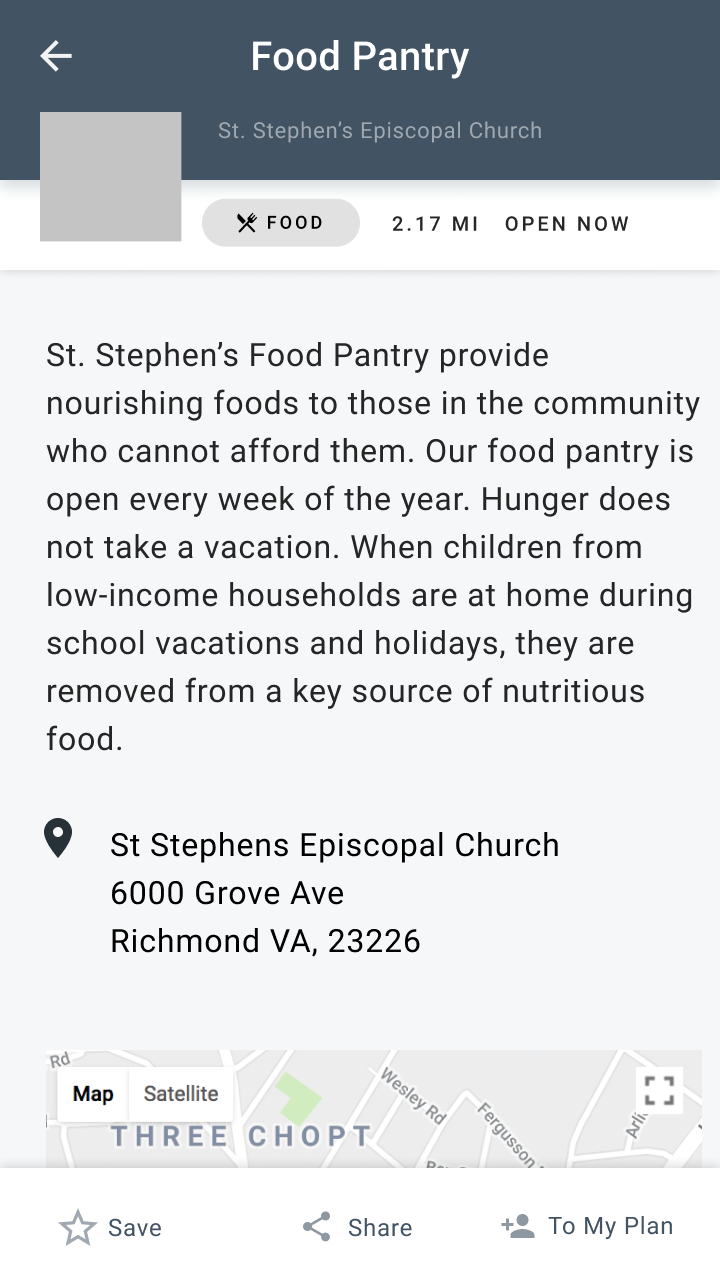 Food Pantry
St. Stephen’s Episcopal Church
FOOD 2.17 MI OPEN NOW
St. Stephen’s Food Pantry provide
nourishing foods to those in the community
who cannot afford them. Our food pantry is
open every week of the year. Hunger does
not take a vacation. When children from
low-income households are at home during
school vacations and holidays, they are
removed from a key source of nutritious
food.
St Stephens Episcopal Church
6000 Grove Ave
Richmond VA, 23226
Rd
Map Satellite
Wesley Rd
Fergusson
THREE CHOPT
Save Share To My Plan